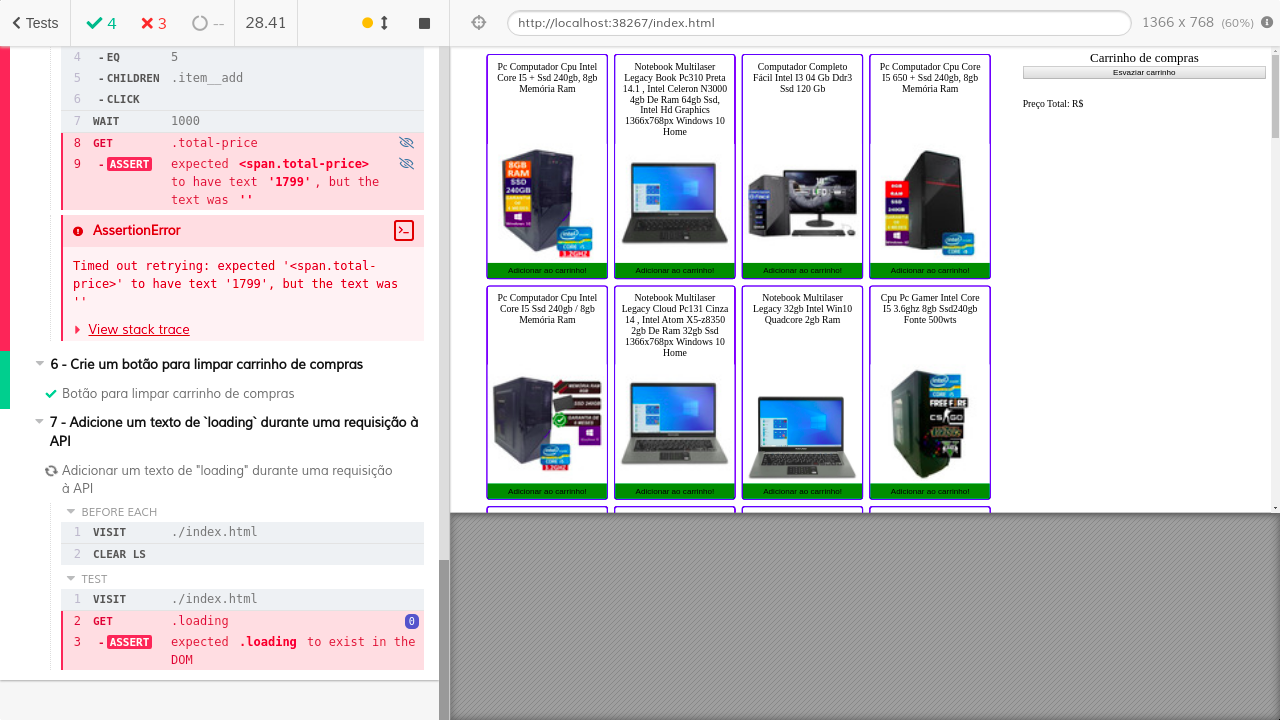 Tests
4
3
--
28.41
http://localhost:38267/index.html
1366 x 768 (60%)
4 - EQ 5
5 - CHILDREN .item__add
6 - CLICK
7 WAIT 1000
8 GET .total-price
9 - ASSERT expected <span.total-price>
to have text '1799', but the
text was ''
AssertionError
Timed out retrying: expected '<span.total-
price>' to have text '1799', but the text was
''
View stack trace
6 - Crie um botão para limpar carrinho de compras
Botão para limpar carrinho de compras
7 - Adicione um texto de `loading` durante uma requisição à
API
Adicionar um texto de "loading" durante uma requisição
à API
BEFORE EACH
1 VISIT ./index.html
2 CLEAR LS
TEST
1 VISIT ./index.html
2 GET .loading 0
3 - ASSERT expected .loading to exist in the
DOM
Pc Computador Cpu Intel
Core I5 + Ssd 240gb, 8gb
Memória Ram
Adicionar ao carrinho!
Notebook Multilaser
Legacy Book Pc310 Preta
14.1 , Intel Celeron N3000
4gb De Ram 64gb Ssd,
Intel Hd Graphics
1366x768px Windows 10
Home
Adicionar ao carrinho!
Computador Completo
Fácil Intel I3 04 Gb Ddr3
Ssd 120 Gb
Adicionar ao carrinho!
Pc Computador Cpu Core
I5 650 + Ssd 240gb, 8gb
Memória Ram
Adicionar ao carrinho!
Pc Computador Cpu Intel
Core I5 Ssd 240gb / 8gb
Memória Ram
Adicionar ao carrinho!
Notebook Multilaser
Legacy Cloud Pc131 Cinza
14 , Intel Atom X5-z8350
2gb De Ram 32gb Ssd
1366x768px Windows 10
Home
Adicionar ao carrinho!
Notebook Multilaser
Legacy 32gb Intel Win10
Quadcore 2gb Ram
Adicionar ao carrinho!
Cpu Pc Gamer Intel Core
I5 3.6ghz 8gb Ssd240gb
Fonte 500wts
Adicionar ao carrinho!
8GB
RAM
SSD
240GB
3.2GHZ
FREE FIRE
CS:GO
Carrinho de compras
Esvaziar carrinho
Preço Total: R$